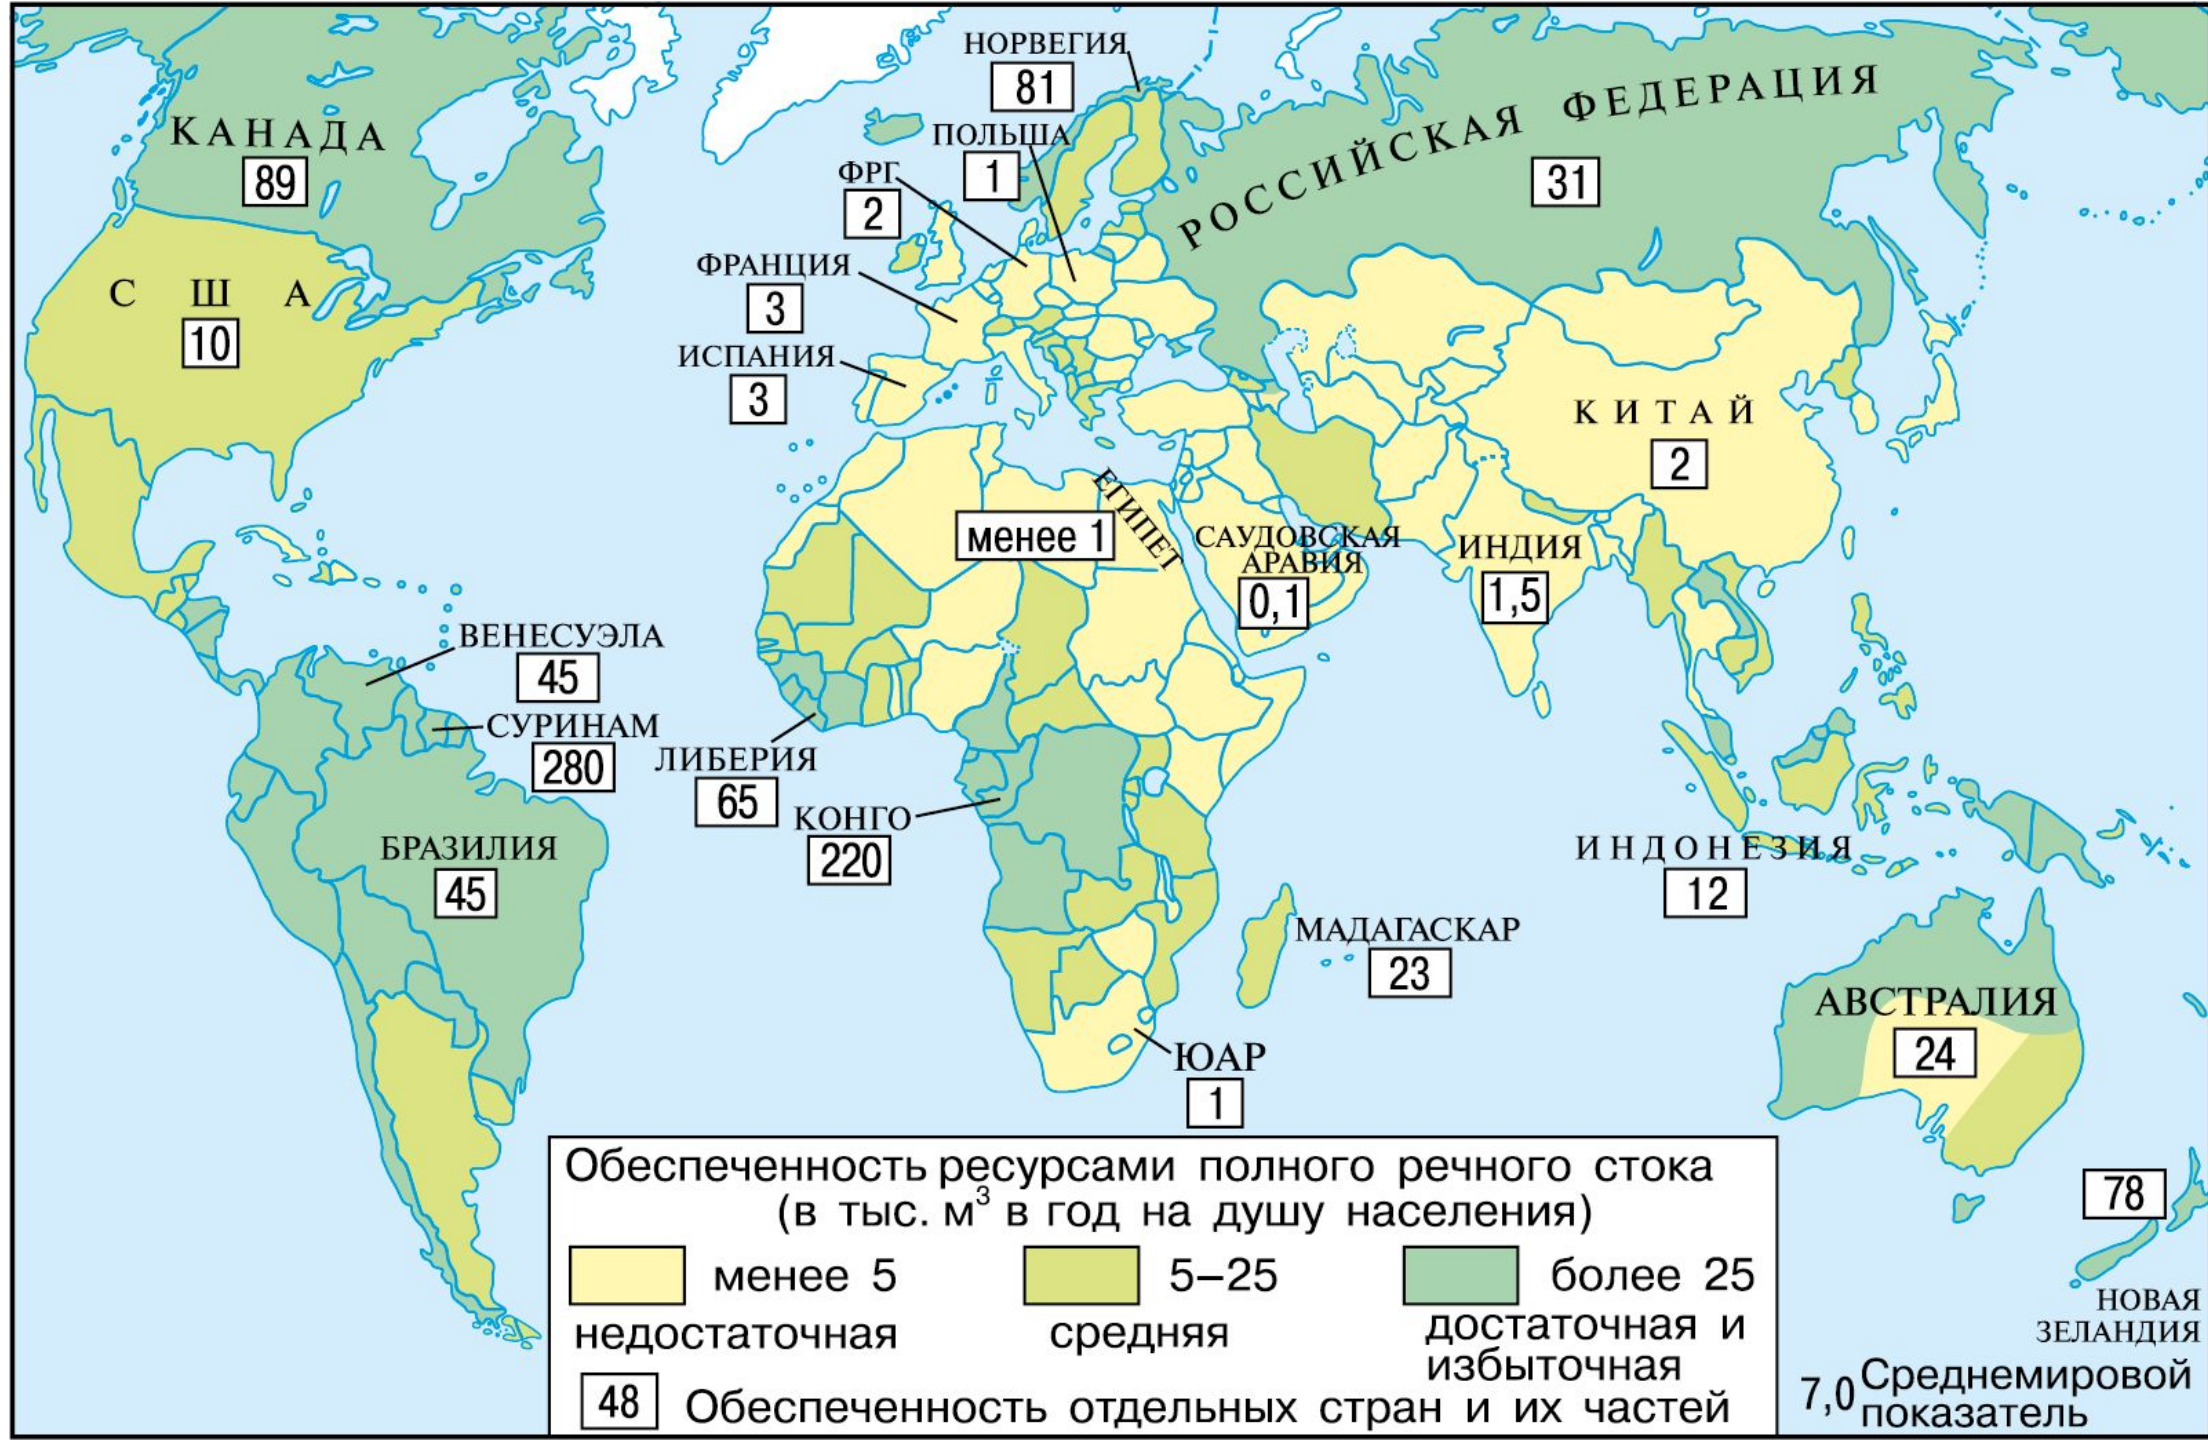 НОРВЕГИЯ
81
КАНАДА
89
ПОЛЬША
1
РОССИЙСКАЯ ФЕДЕРАЦИЯ
31
ФРГ
2
США
10
ФРАНЦИЯ
3
ИСПАНИЯ
3
КИТАЙ
2
ЕГИПЕТ
менее 1
САУДОВСКАЯ
АРАВИЯ
0,1
ИНДИЯ
1,5
ВЕНЕСУЭЛА
45
СУРИНАМ
280
ЛИБЕРИЯ
65
КОНГО
220
БРАЗИЛИЯ
45
ИНДОНЕЗИЯ
12
МАДАГАСКАР
23
АВСТРАЛИЯ
24
ЮАР
1
78
НОВАЯ
ЗЕЛАНДИЯ
Обеспеченность ресурсами полного речного стока
(в тыс. м³ в год на душу населения)
менее 5
5–25
более 25
недостаточная
средняя
достаточная и
избыточная
48 Обеспеченность отдельных стран и их частей
7,0 Среднемировой
показатель